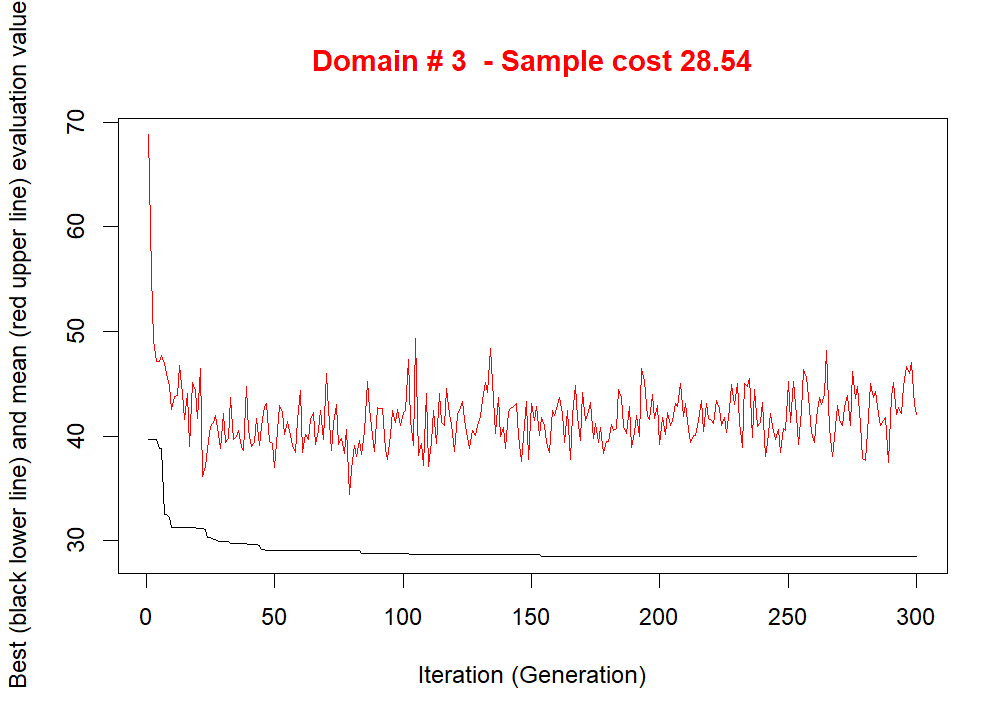 Domain # 3  - Sample cost 28.54
Best (black lower line) and mean (red upper line) evaluation value
70
60
50
40
30
0 50 100 150 200 250 300
Iteration (Generation)